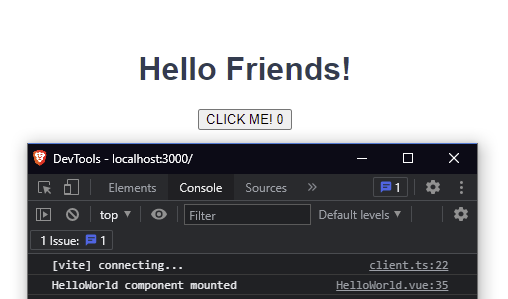 Hello Friends!
CLICK ME! 0
DevTools - localhost:3000/
Elements Console Sources » 1
top Filter Default levels
1 Issue: 1
[vite] connecting... client.ts:22
HelloWorld component mounted HelloWorld.vue:35